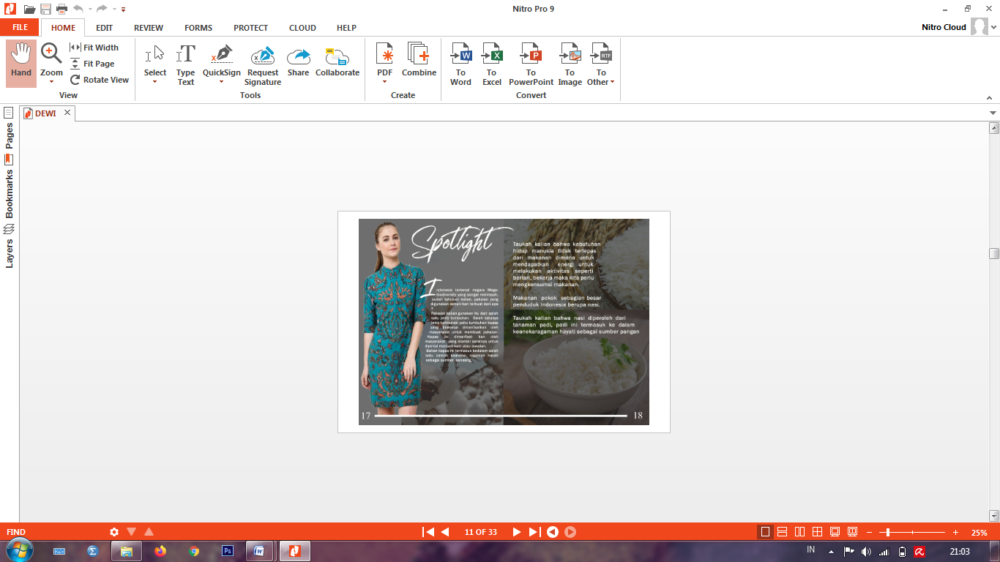 Nitro Pro 9
FILE HOME EDIT REVIEW FORMS PROTECT CLOUD HELP
Nitro Cloud
Hand
Zoom
Fit Width
Fit Page
Rotate View
View
Select
Type Text
QuickSign
Request Signature
Share
Collaborate
Tools
PDF
Combine
Create
To Word
To Excel
To PowerPoint
To Image
To Other
Convert
DEWI
Pages
Bookmarks
Layers
Spotlight
Indonesia terkenal negara Mega-
biodiversity yang sangat melimpah,
sudah tahukan kalian, pakaian yang
digunakan sehari-hari terbuat dari apa
?
Pakaian kalian gunakan itu dari salah
satu jenis tumbuhan. Salah satunya
jenis tumbuhan yaitu tumbuhan kapas
yang biasanya dimanfaatkan oleh
masyarakat untuk membuat pakaian.
Kapas ini dimanfaat- kan oleh
masyarakat yang diambil seratnya untuk
dipintal menjadi kain atau pakaian.
Bahan kapas ini termasuk kedalam salah
satu contoh keaneka ragaman hayati
sebagai sumber sandang.
17
Taukah kalian bahwa kebutuhan
hidup manusia tidak terlepas
dari makanan dimana untuk
mendapatkan energi untuk
melakukan aktivitas seperti
berlari, bekerja maka kita perlu
mengkonsumsi makanan.
Makanan pokok sebagian besar
penduduk Indonesia berupa nasi.
Taukah kalian bahwa nasi diperoleh dari
tanaman padi, padi ini termasuk ke dalam
keanekaragaman hayati sebagai sumber pangan
18
FIND
11 OF 33
25%
IN
21:03